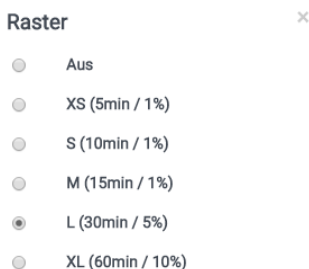 Raster
Aus
XS (5min / 1%)
S (10min / 1%)
M (15min / 1%)
L (30min / 5%)
XL (60min / 10%)